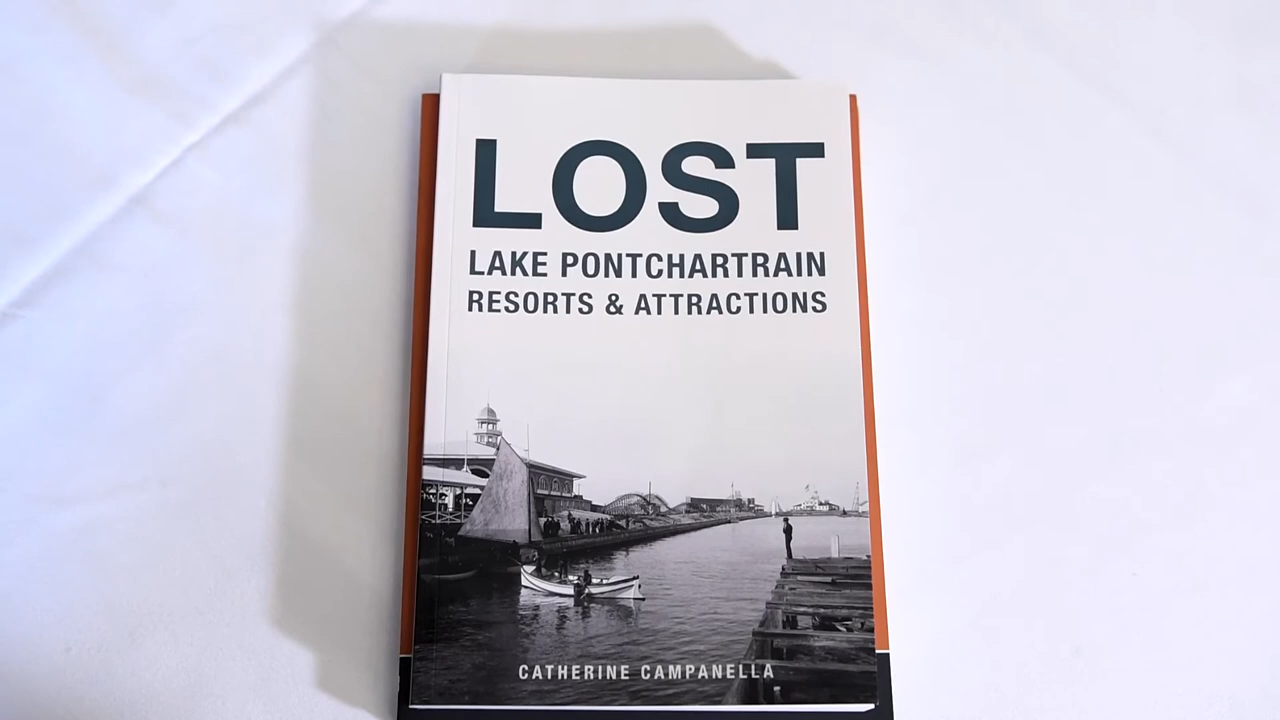 LOST
LAKE PONTCHARTRAIN
RESORTS & ATTRACTIONS
CATHERINE CAMPANELLA